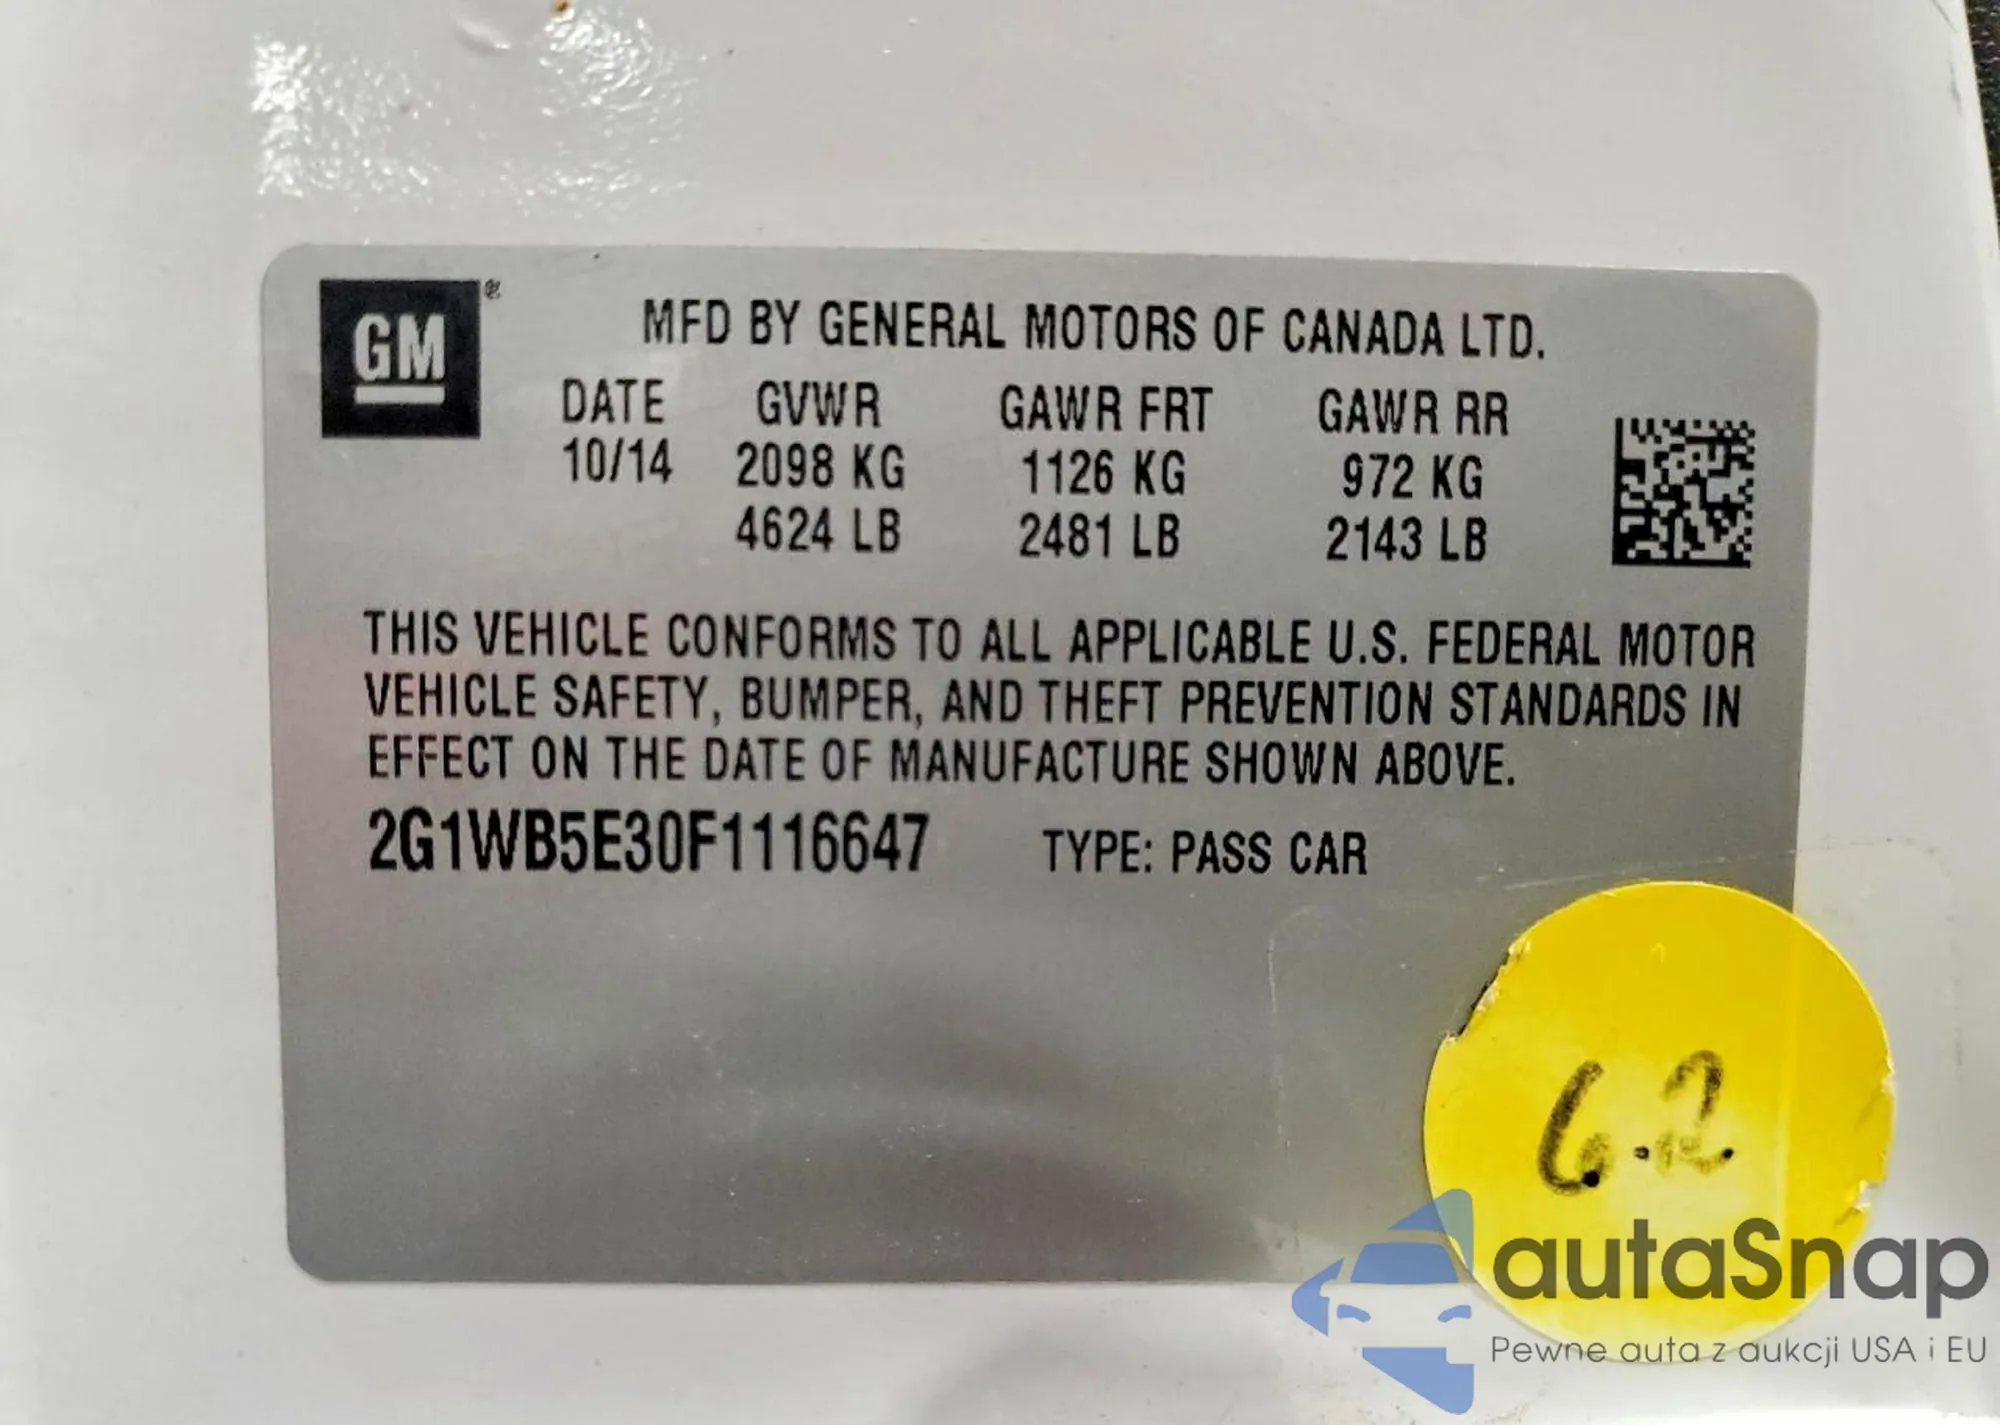 GM®
MFD BY GENERAL MOTORS OF CANADA LTD.
DATE GVWR GAWR FRT GAWR RR
10/14 2098 KG 1126 KG 972 KG
4624 LB 2481 LB 2143 LB
THIS VEHICLE CONFORMS TO ALL APPLICABLE U.S. FEDERAL MOTOR
VEHICLE SAFETY, BUMPER, AND THEFT PREVENTION STANDARDS IN
EFFECT ON THE DATE OF MANUFACTURE SHOWN ABOVE.
2G1WB5E30F1116647 TYPE: PASS CAR
6.2
autaSnap
Pewne auta z aukcji USA i EU